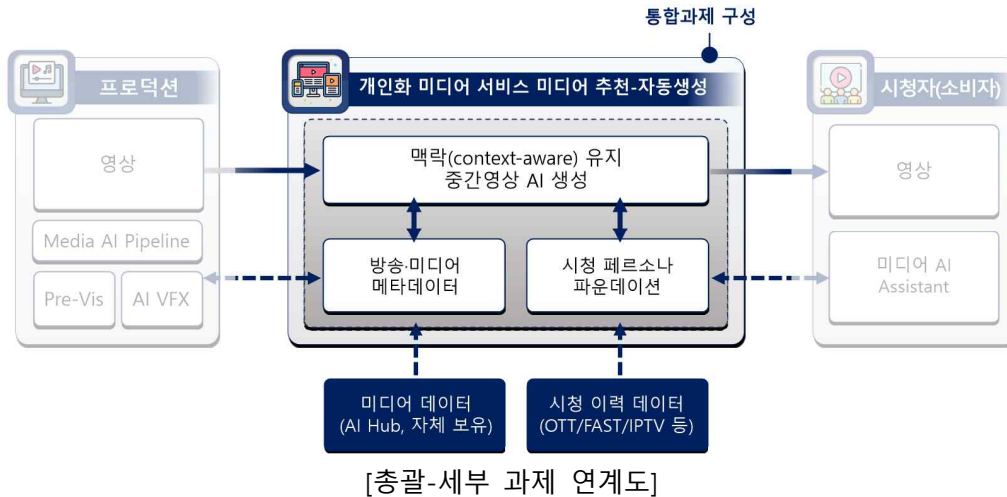 통합과제 구성
프로덕션
개인화 미디어 서비스 미디어 추천-자동생성
시청자(소비자)
영상
맥락(context-aware) 유지
중간영상 AI 생성
영상
Media AI Pipeline
Pre-Vis
AI VFX
방송·미디어
메타데이터
시청 페르소나
파운데이션
미디어 AI
Assistant
미디어 데이터
(AI Hub, 자체 보유)
시청 이력 데이터
(OTT/FAST/IPTV 등)
[총괄-세부 과제 연계도]